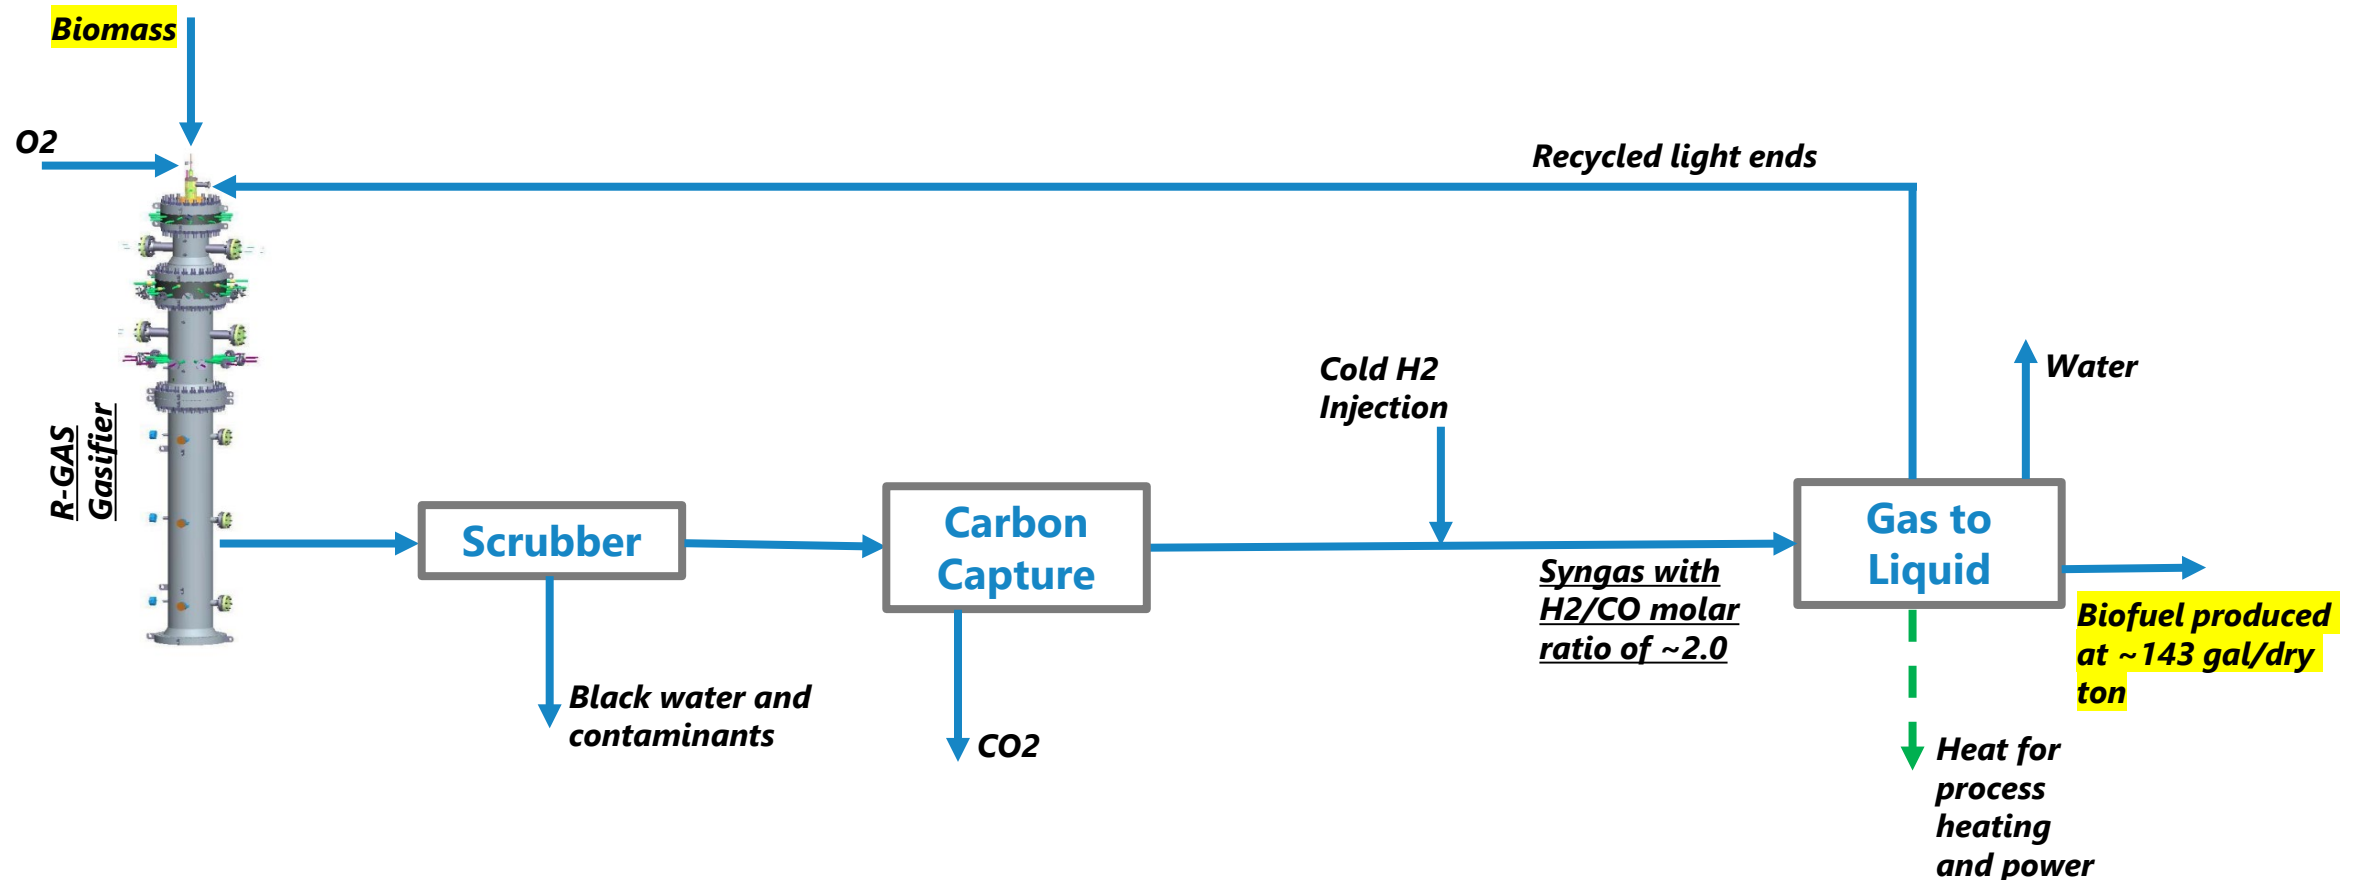 Biomass
O2
Recycled light ends
Cold H2
Injection
Water
R-GAS
Gasifier
Scrubber
Carbon
Capture
Gas to
Liquid
Syngas with
H2/CO molar
ratio of ~2.0
Biofuel produced
at ~143 gal/dry
ton
Black water and
contaminants
CO2
Heat for
process
heating
and power